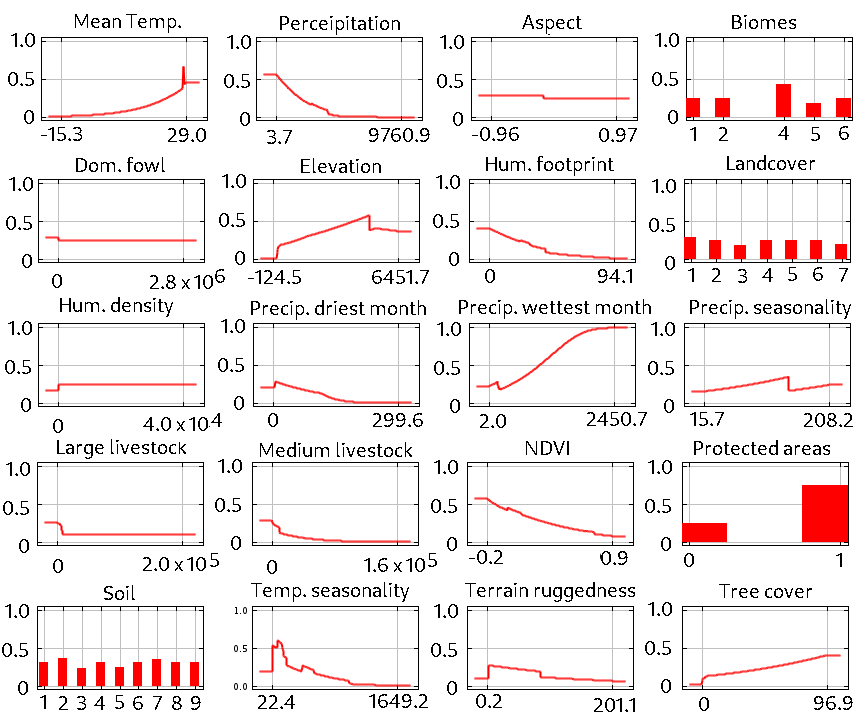 Mean Temp. Perceipitation Aspect Biomes
1.0 1.0 1.0 1.0
0.5 0.5 0.5 0.5
0 0 0 0
-15.3 29.0 3.7 9760.9 -0.96 0.97 1 2 4 5 6
Dom. fowl Elevation Hum. footprint Landcover
1.0 1.0 1.0 1.0
0.5 0.5 0.5 0.5
0 0 0 0
0 2.8 x 10⁶ -124.5 6451.7 0 94.1 1 2 3 4 5 6 7
Hum. density Precip. driest month Precip. wettest month Precip. seasonality
1.0 1.0 1.0 1.0
0.5 0.5 0.5 0.5
0 0 0 0
0 4.0 x 10⁴ 0 299.6 2.0 2450.7 15.7 208.2
Large livestock Medium livestock NDVI Protected areas
1.0 1.0 1.0 1.0
0.5 0.5 0.5 0.5
0 0 0 0
0 2.0 x 10⁵ 0 1.6 x 10⁵ -0.2 0.9 0 1
Soil Temp. seasonality Terrain ruggedness Tree cover
1.0 1.0 1.0 1.0
0.5 0.5 0.5 0.5
0 0.0 0 0
1 2 3 4 5 6 7 8 9 22.4 1649.2 0.2 201.1 0 96.9